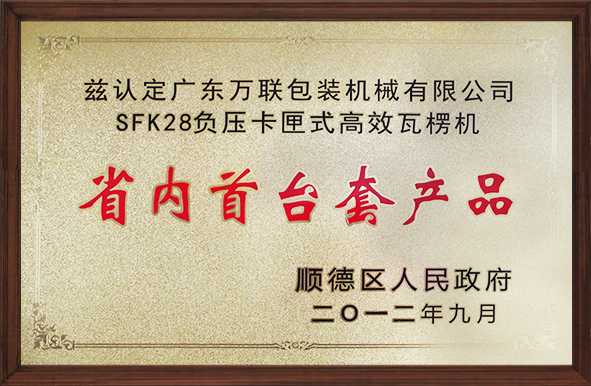 兹认定广东万联包装机械有限公司
SFK28负压卡匣式高效瓦楞机
省内首台套产品
顺德区人民政府
二〇一二年九月